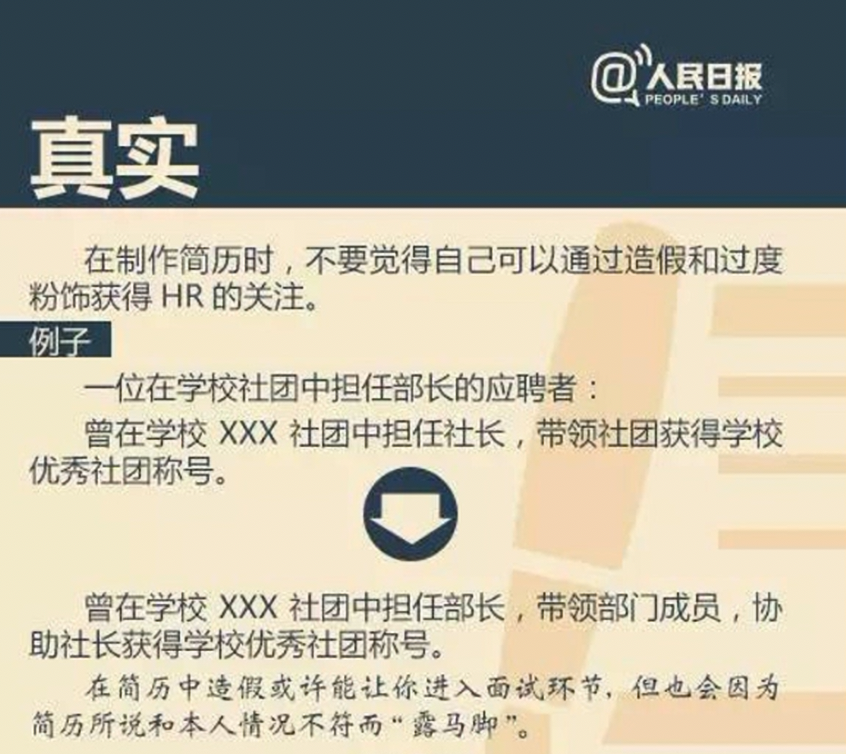 @人民日报
PEOPLE'S DAILY
真实
在制作简历时，不要觉得自己可以通过造假和过度
粉饰获得 HR 的关注。
例子
一位在学校社团中担任部长的应聘者：
曾在学校 XXX 社团中担任社长，带领社团获得学校
优秀社团称号。
曾在学校 XXX 社团中担任部长，带领部门成员，协
助社长获得学校优秀社团称号。
在简历中造假或许能让你进入面试环节，但也会因为
简历所说和本人情况不符而“露马脚”。